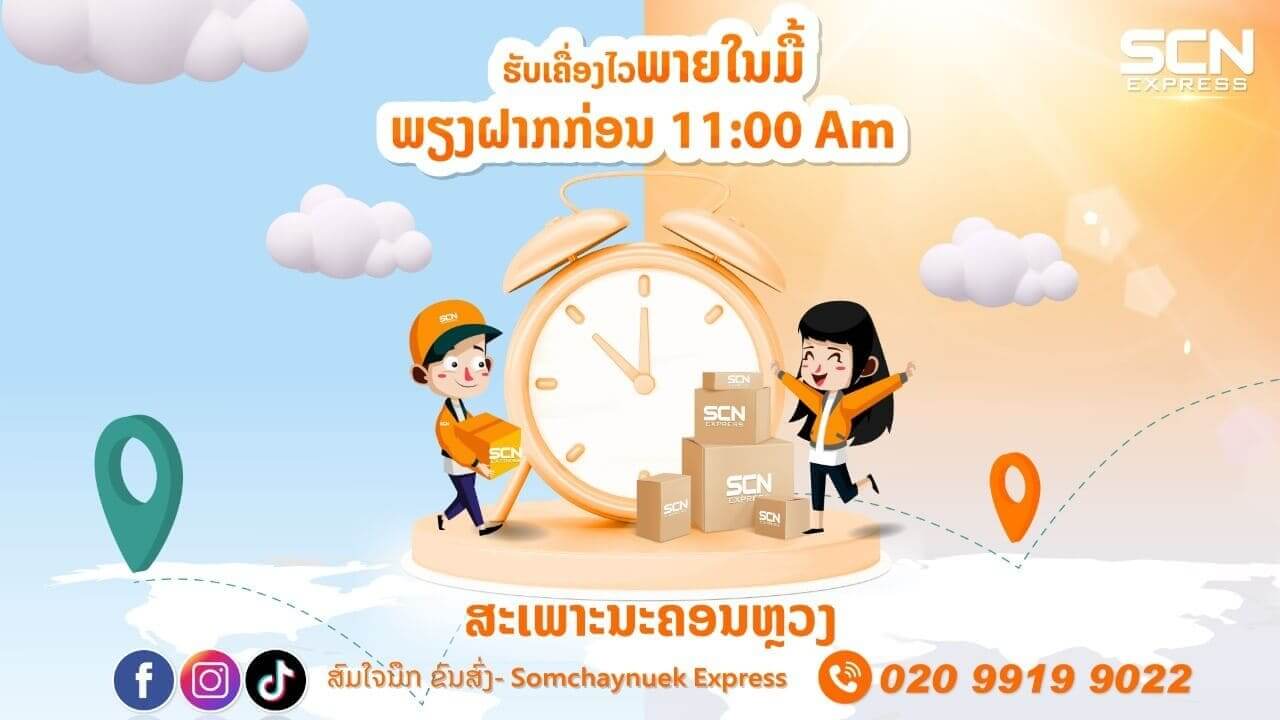 ຮັບເຄື່ອງໄວພາຍໃນມື້
ພຽງຝາກກ່ອນ 11:00 Am
SCN
EXPRESS
SCN
SCN
SCN
SCN
EXPRESS
SCN
EXPRESS
SCN
SCN
ສະເພາະນະຄອນຫຼວງ
ສົມໃຈນຶກ ຂົນສົ່ງ- Somchaynuek Express
020 9919 9022